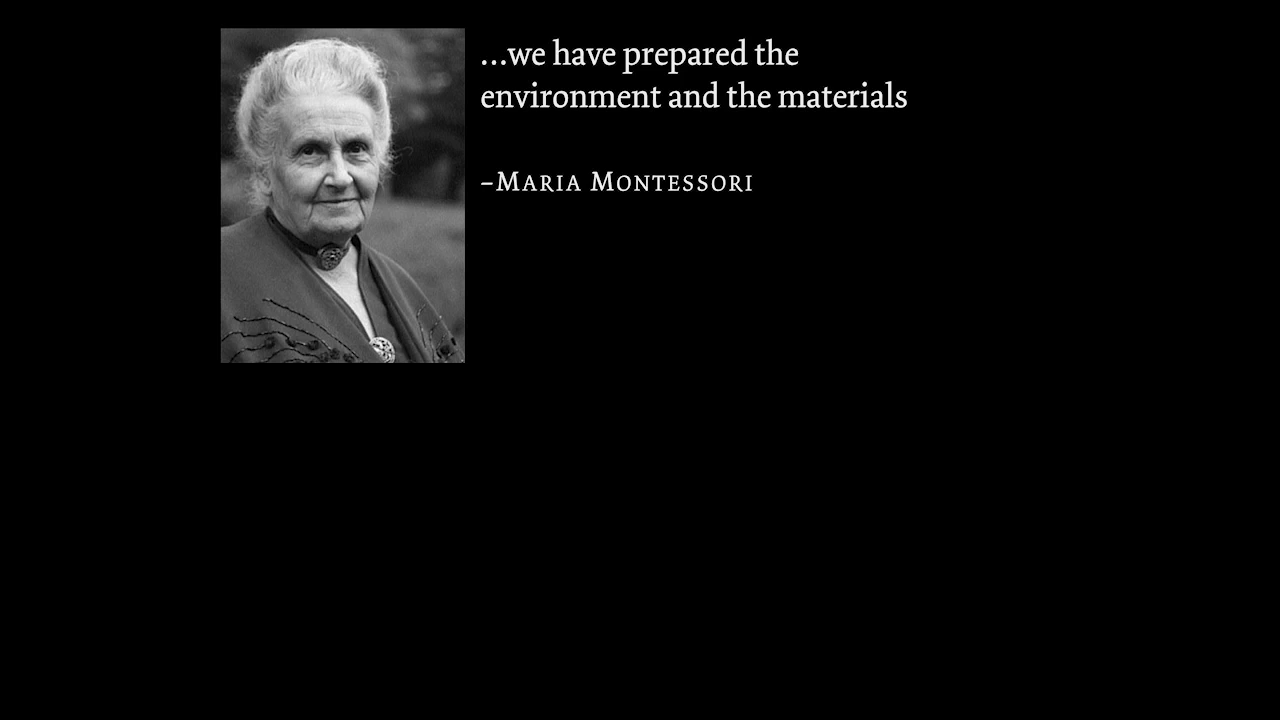 ...we have prepared the
environment and the materials
–Maria Montessori